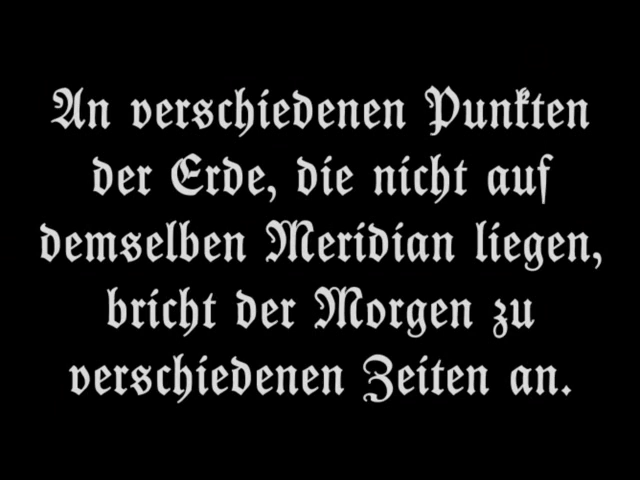 An verschiedenen Punkten
der Erde, die nicht auf
demselben Meridian liegen,
bricht der Morgen zu
verschiedenen Zeiten an.